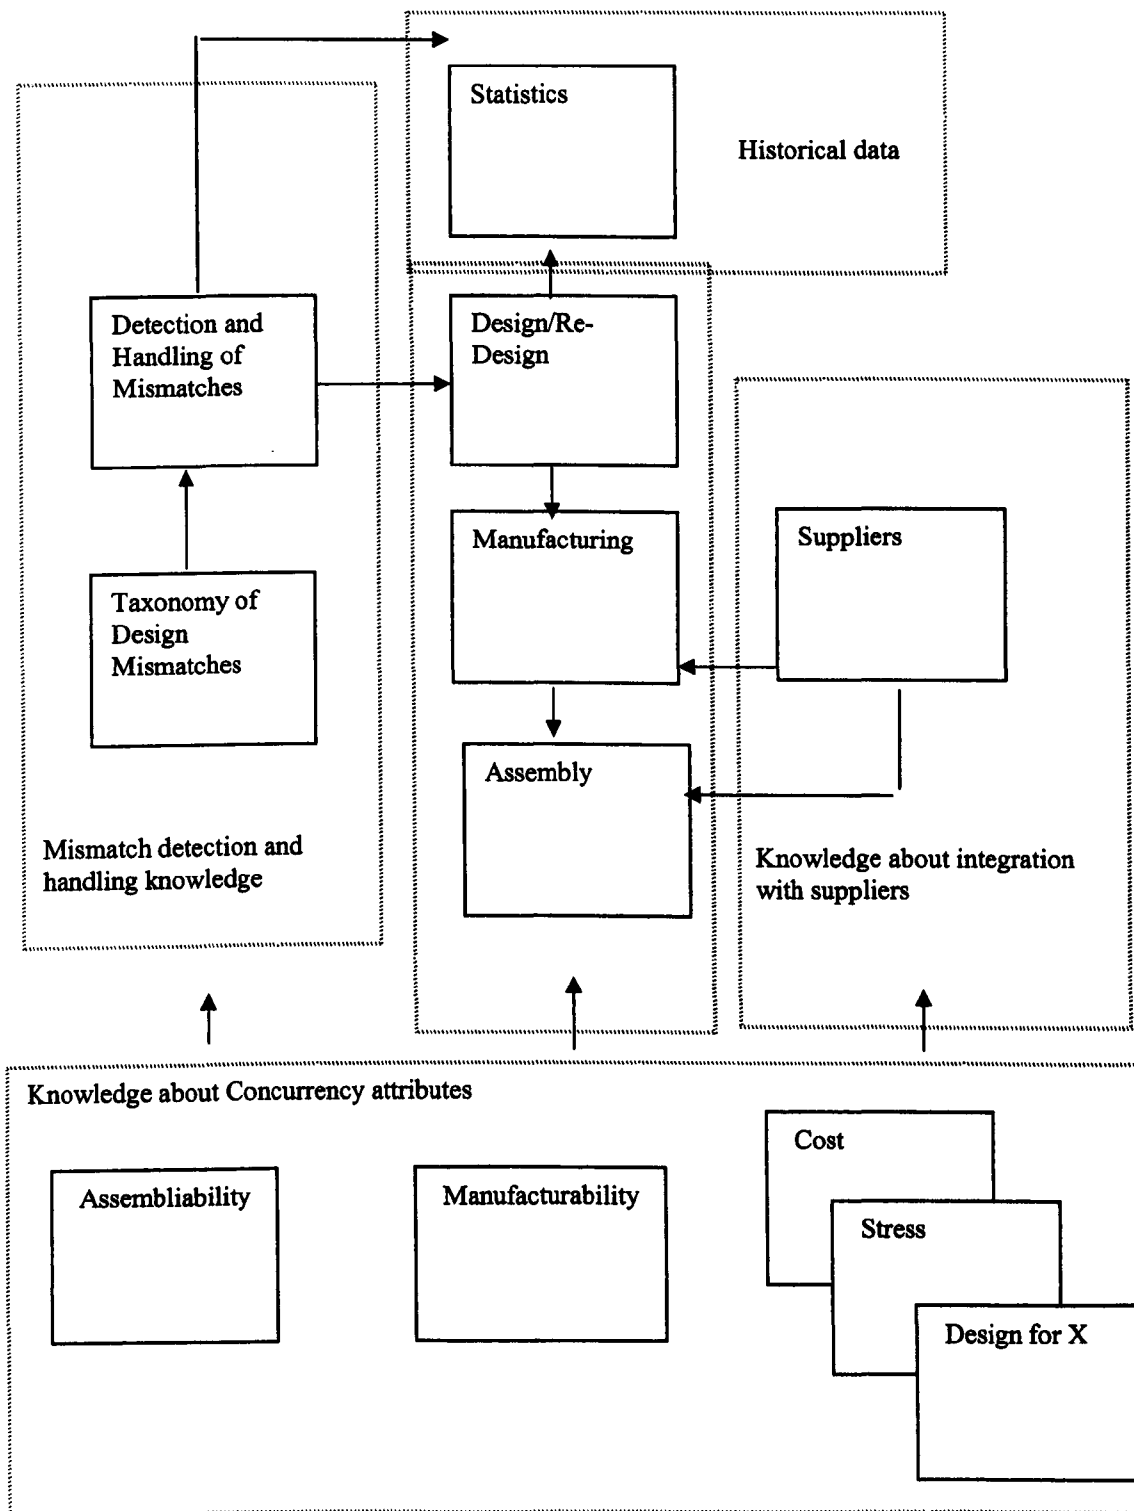 Statistics
Historical data
Detection and
Handling of
Mismatches
Design/Re-
Design
Manufacturing
Suppliers
Taxonomy of
Design
Mismatches
Assembly
Mismatch detection and
handling knowledge
Knowledge about integration
with suppliers
Knowledge about Concurrency attributes
Cost
Assembliability
Manufacturability
Stress
Design for X